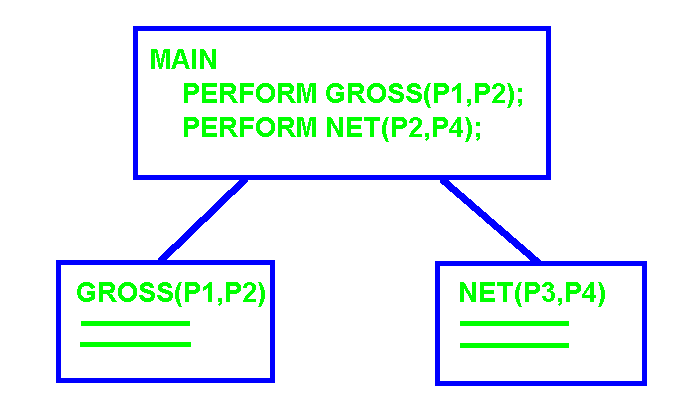 MAIN
PERFORM GROSS(P1,P2);
PERFORM NET(P2,P4);
GROSS(P1,P2)
NET(P3,P4)